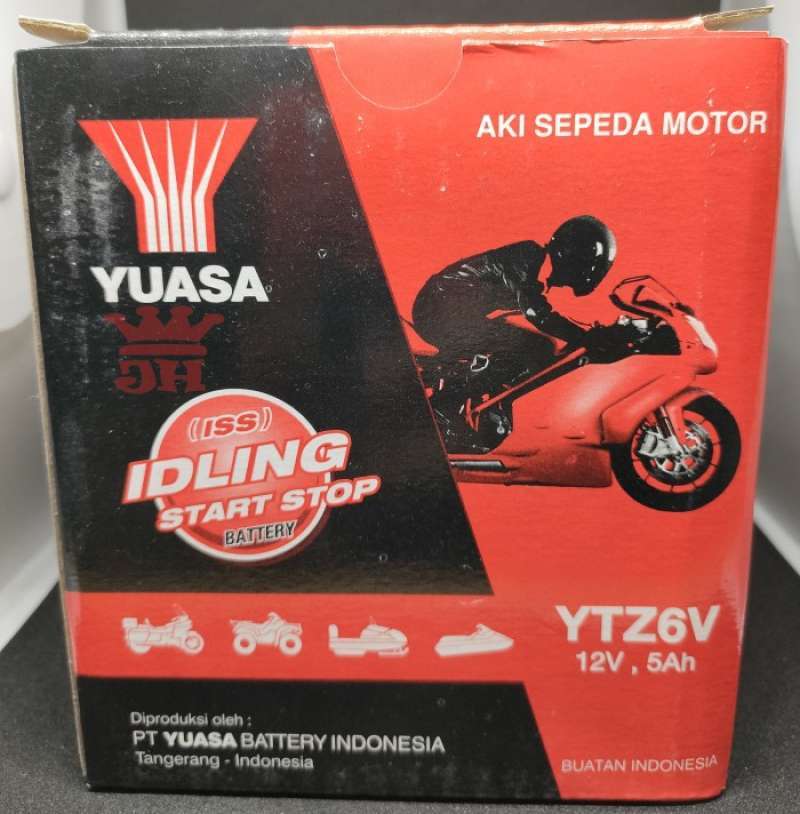 AKI SEPEDA MOTOR
YUASA
(ISS)
IDLING
START STOP
BATTERY
YTZ6V
12V , 5Ah
Diproduksi oleh :
PT YUASA BATTERY INDONESIA
Tangerang - Indonesia
BUATAN INDONESIA